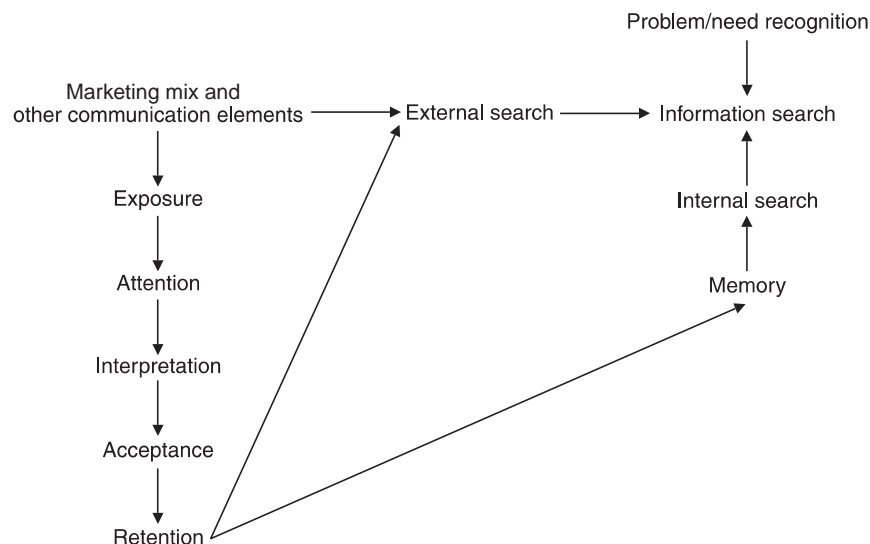 Problem/need recognition
Marketing mix and
other communication elements
External search
Information search
Exposure
Internal search
Attention
Memory
Interpretation
Acceptance
Retention